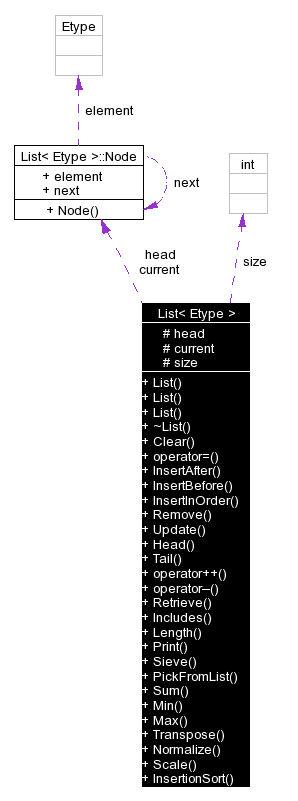 Etype
element
List< Etype >::Node
+ element
+ next
+ Node()
next
int
head
current
size
List< Etype >
# head
# current
# size
+ List()
+ List()
+ List()
+ ~List()
+ Clear()
+ operator=()
+ InsertAfter()
+ InsertBefore()
+ InsertInOrder()
+ Remove()
+ Update()
+ Head()
+ Tail()
+ operator++()
+ operator–()
+ Retrieve()
+ Includes()
+ Length()
+ Print()
+ Sieve()
+ PickFromList()
+ Sum()
+ Min()
+ Max()
+ Transpose()
+ Normalize()
+ Scale()
+ InsertionSort()